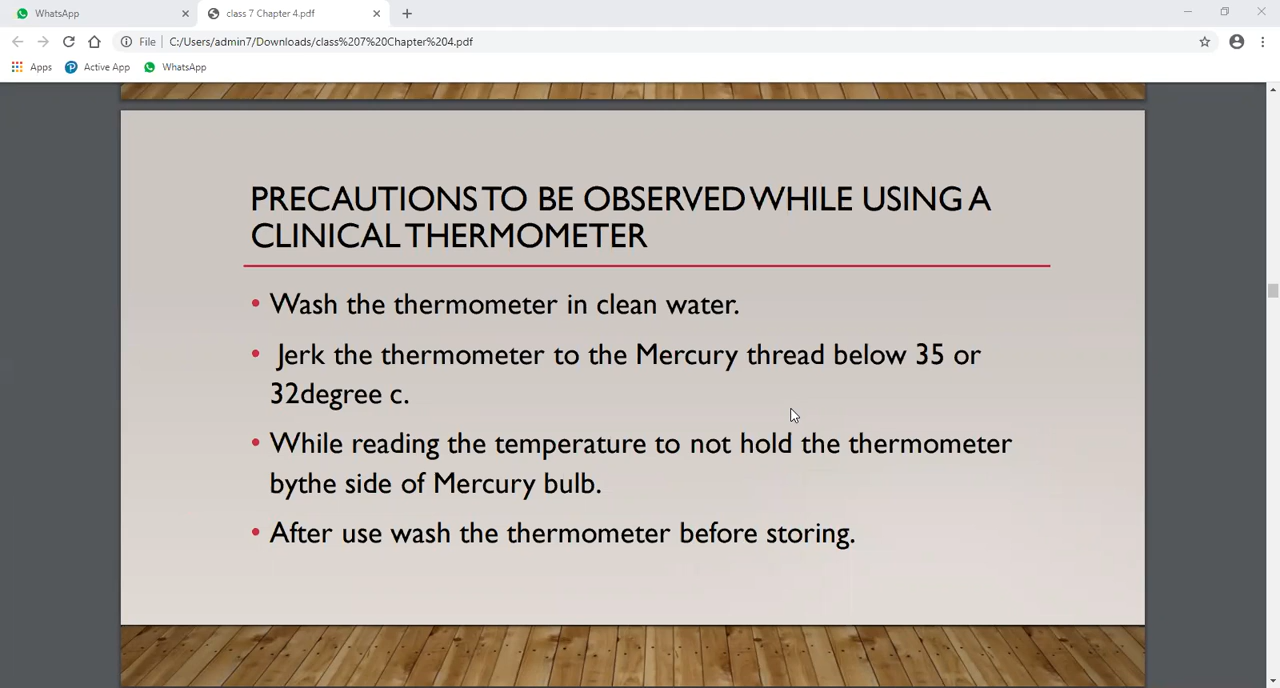 WhatsApp
class 7 Chapter 4.pdf
File
C:/Users/admin7/Downloads/class%207%20Chapter%204.pdf
Apps
Active App
WhatsApp
PRECAUTIONS TO BE OBSERVED WHILE USING A
CLINICAL THERMOMETER
• Wash the thermometer in clean water.
• Jerk the thermometer to the Mercury thread below 35 or
32degree c.
• While reading the temperature to not hold the thermometer
bythe side of Mercury bulb.
• After use wash the thermometer before storing.